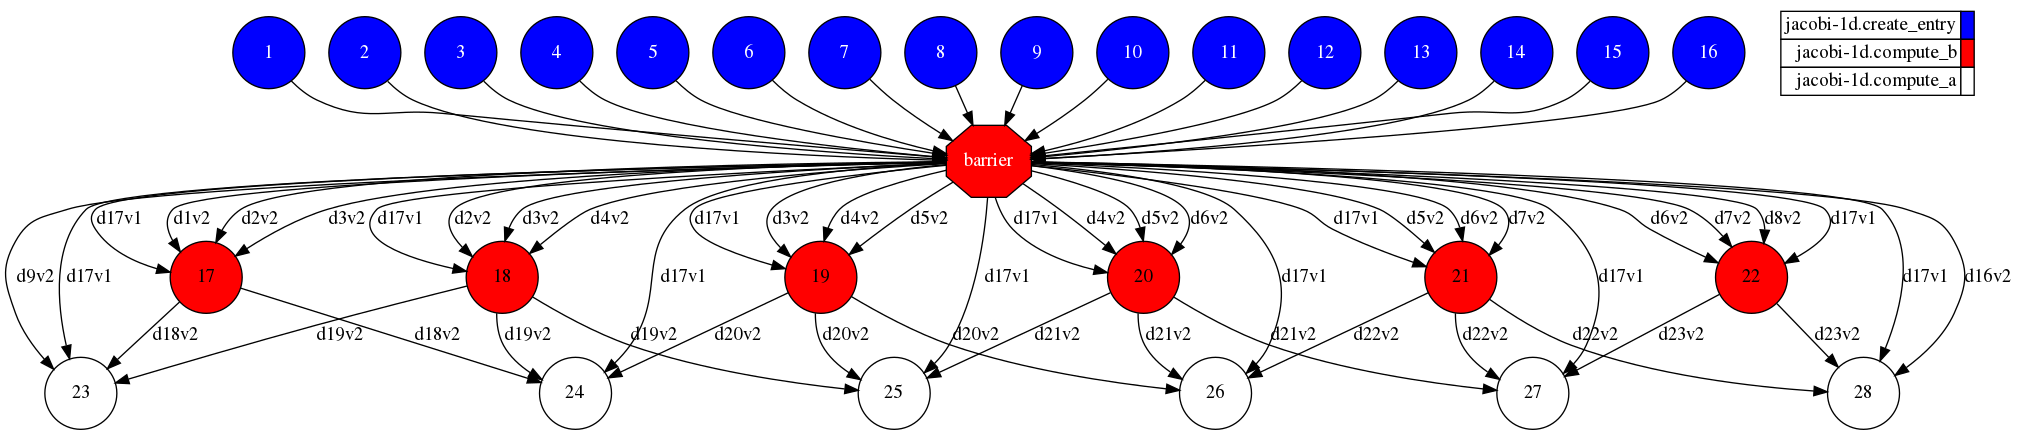 1 2 3 4 5 6 7 8 9 10 11 12 13 14 15 16
jacobi-1d.create_entry
jacobi-1d.compute_b
jacobi-1d.compute_a
barrier
d17v1 d1v2 d2v2 d3v2 d17v1 d2v2 d3v2 d4v2 d17v1 d3v2 d4v2 d5v2 d17v1 d4v2 d5v2 d6v2 d17v1 d5v2 d6v2 d7v2 d6v2 d7v2 d8v2 d17v1
d9v2 d17v1 17 18 d17v1 19 d17v1 20 d17v1 21 d17v1 22 d17v1 d16v2
d18v2 d19v2 d18v2 d19v2 d19v2 d20v2 d20v2 d20v2 d21v2 d21v2 d21v2 d22v2 d22v2 d22v2 d23v2 d23v2
23 24 25 26 27 28